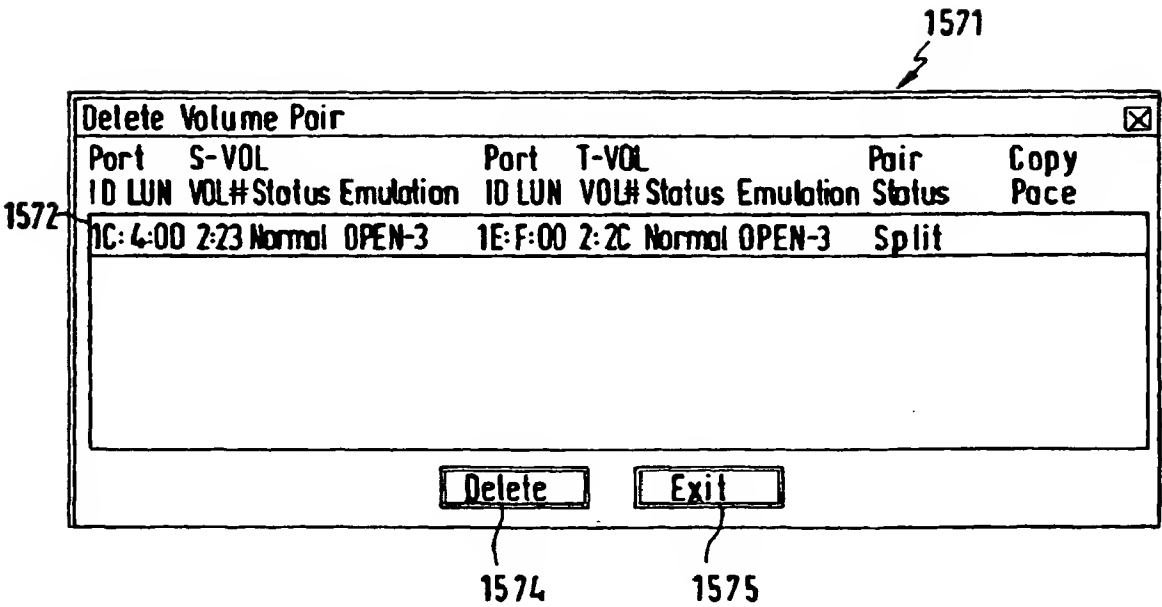 1571
Delete Volume Pair
Port S-VOL Port T-VOL Pair Copy
ID LUN VOL# Status Emulation ID LUN VOL# Status Emulation Status Pace
1572
1C:4:00 2:23 Normal OPEN-3 1E:F:00 2:2C Normal OPEN-3 Split
Delete Exit
1574 1575